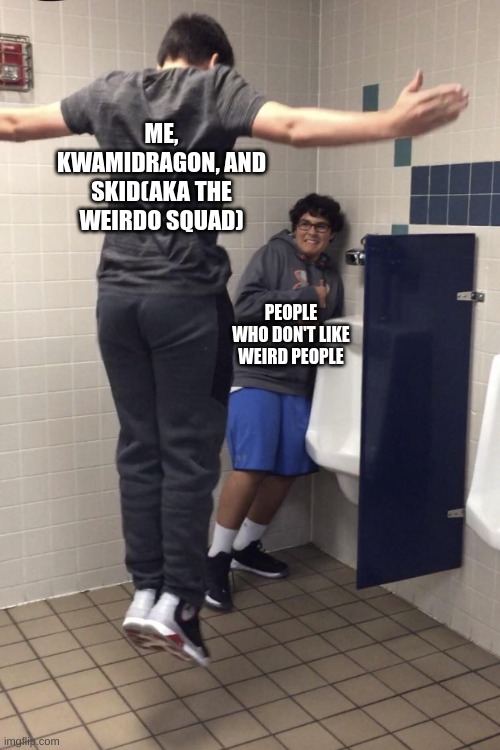 ME,
KWAMIDRAGON, AND
SKID(AKA THE
WEIRDO SQUAD)
PEOPLE
WHO DON'T LIKE
WEIRD PEOPLE
imgflip.com